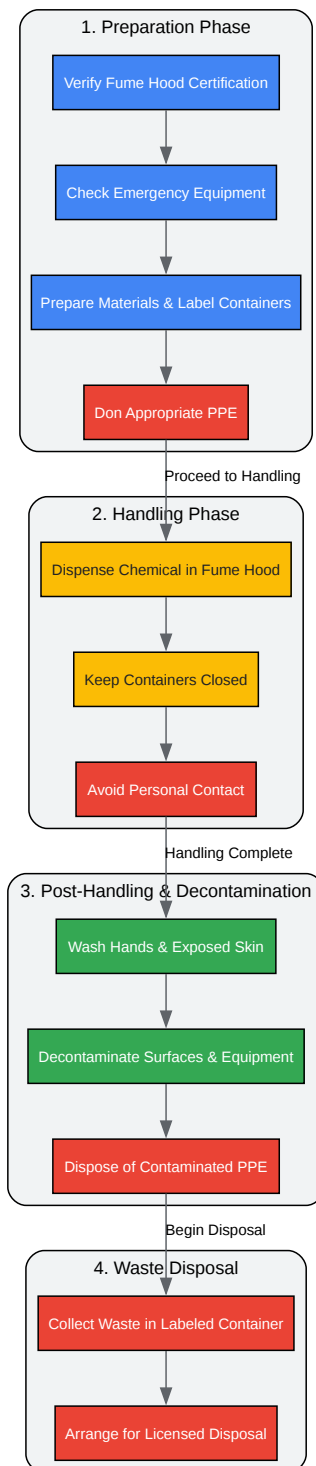 1. Preparation Phase
Verify Fume Hood Certification
Check Emergency Equipment
Prepare Materials & Label Containers
Don Appropriate PPE
Proceed to Handling
2. Handling Phase
Dispense Chemical in Fume Hood
Keep Containers Closed
Avoid Personal Contact
Handling Complete
3. Post-Handling & Decontamination
Wash Hands & Exposed Skin
Decontaminate Surfaces & Equipment
Dispose of Contaminated PPE
Begin Disposal
4. Waste Disposal
Collect Waste in Labeled Container
Arrange for Licensed Disposal